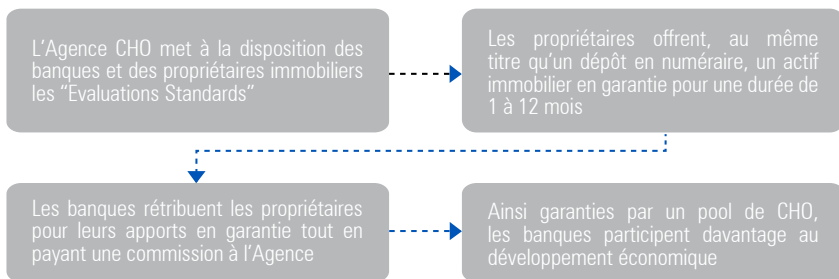 L’Agence CHO met à la disposition des
banques et des propriétaires immobiliers
les “Evaluations Standards”
Les propriétaires offrent, au même
titre qu’un dépôt en numéraire, un actif
immobilier en garantie pour une durée de
1 à 12 mois
Les banques rétribuent les propriétaires
pour leurs apports en garantie tout en
payant une commission à l’Agence
Ainsi garanties par un pool de CHO,
les banques participent davantage au
développement économique